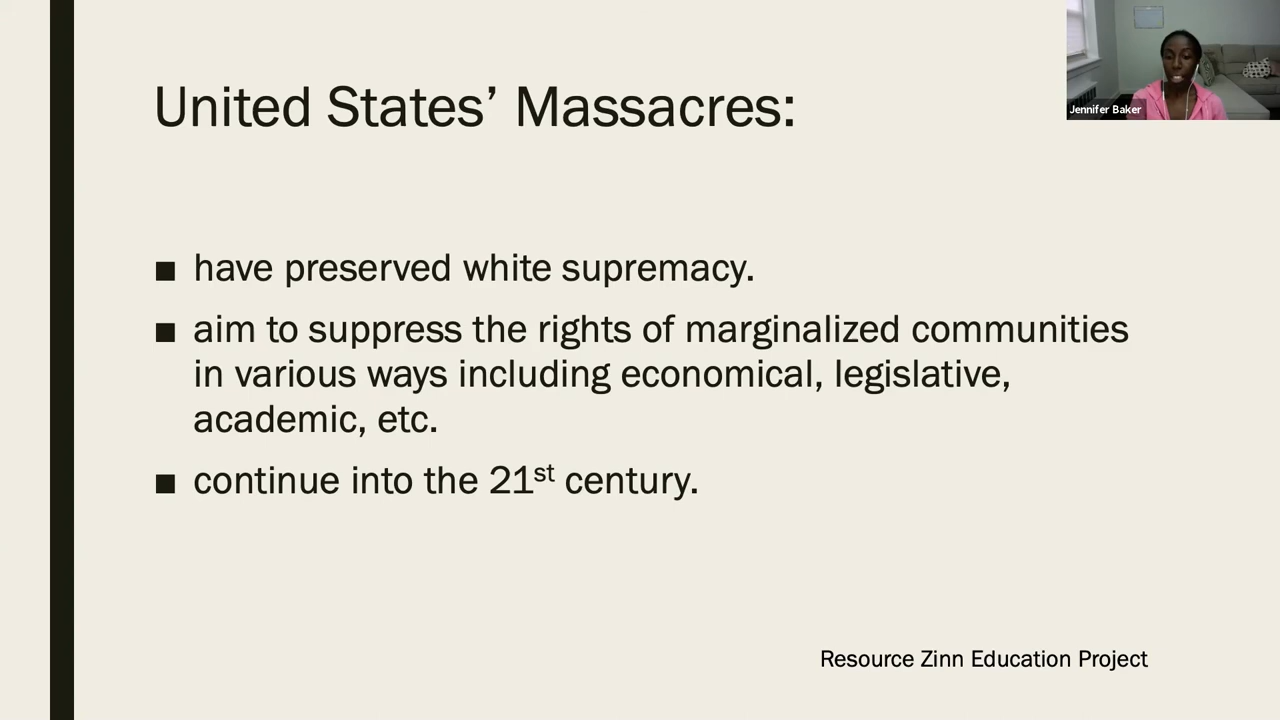 United States’ Massacres:
Jennifer Baker
■ have preserved white supremacy.
■ aim to suppress the rights of marginalized communities
in various ways including economical, legislative,
academic, etc.
■ continue into the 21st century.
Resource Zinn Education Project